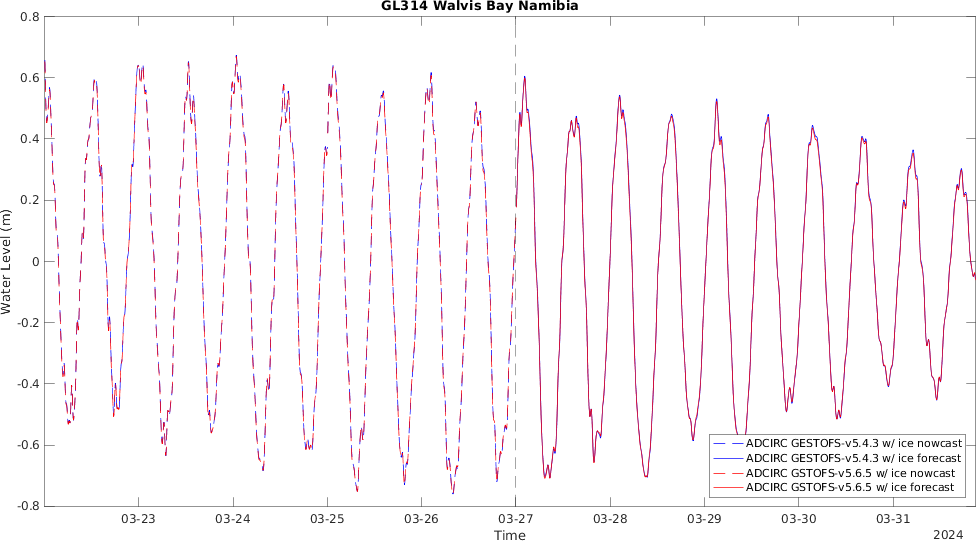 GL314 Walvis Bay Namibia
0.8
0.6
0.4
0.2
0
-0.2
-0.4
-0.6
-0.8
Water Level (m)
03-23
03-24
03-25
03-26
03-27
03-28
03-29
03-30
03-31
Time
2024
ADCIRC GESTOFS-v5.4.3 w/ ice nowcast
ADCIRC GESTOFS-v5.4.3 w/ ice forecast
ADCIRC GSTOFS-v5.6.5 w/ ice nowcast
ADCIRC GSTOFS-v5.6.5 w/ ice forecast